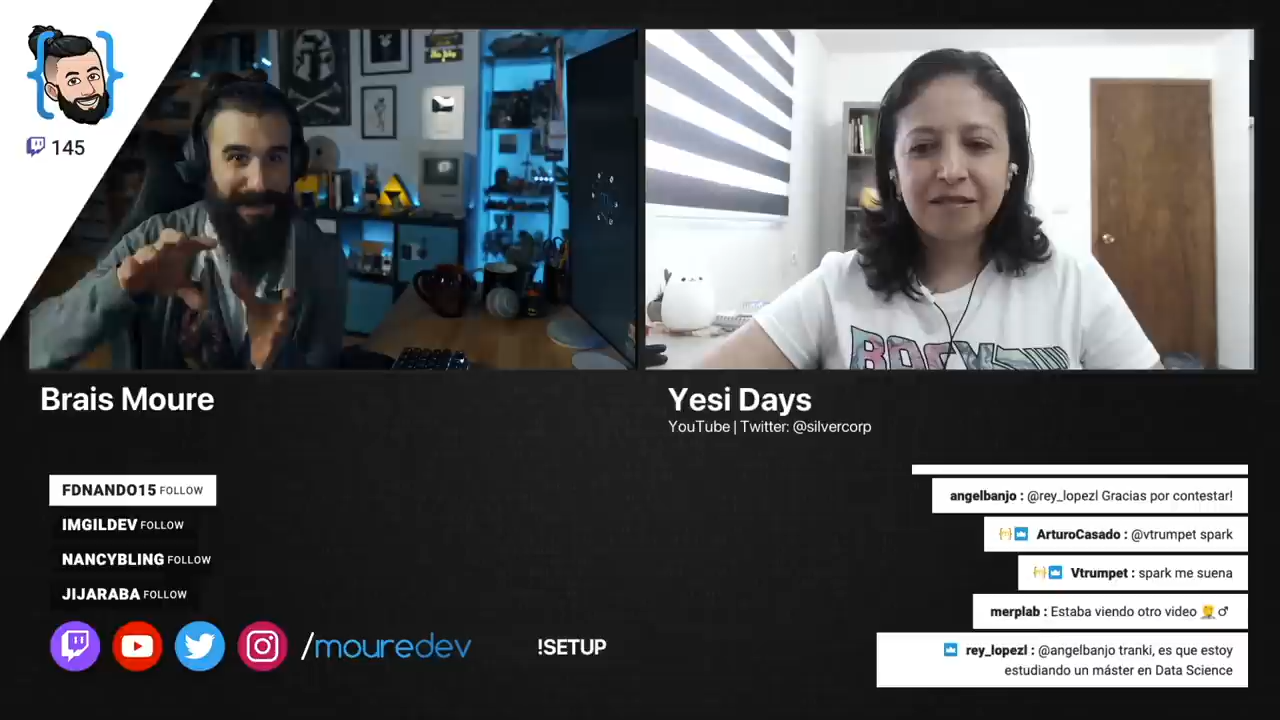 145
Brais Moure
Yesi Days
YouTube | Twitter: @silvercorp
FDNANDO15 FOLLOW
IMGILDEV FOLLOW
NANCYBLING FOLLOW
JIJARABA FOLLOW
/mouredev
!SETUP
angelbanjo : @rey_lopezl Gracias por contestar!
ArturoCasado : @vtrumpet spark
Vtrumpet : spark me suena
merplab : Estaba viendo otro video 🤦‍♂
rey_lopezl : @angelbanjo tranki, es que estoy
estudiando un máster en Data Science